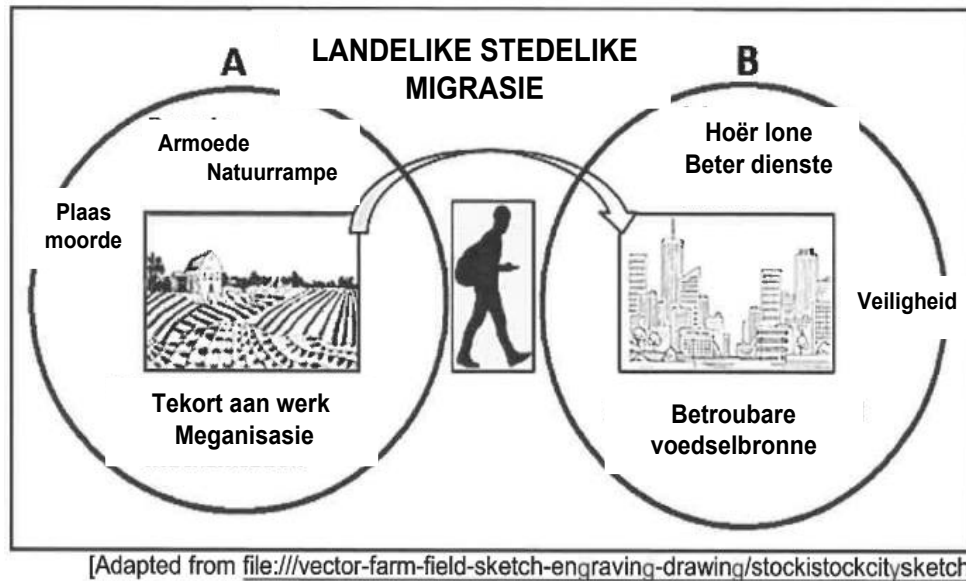 A
LANDELIKE STEDELIKE
MIGRASIE
B
Armoede
Natuurrampe
Plaas
moorde
Tekort aan werk
Meganisasie
Hoër lone
Beter dienste
Veiligheid
Betroubare
voedselbronne
[Adapted from file:///vector-farm-field-sketch-engraving-drawing/stockistockcitysketch